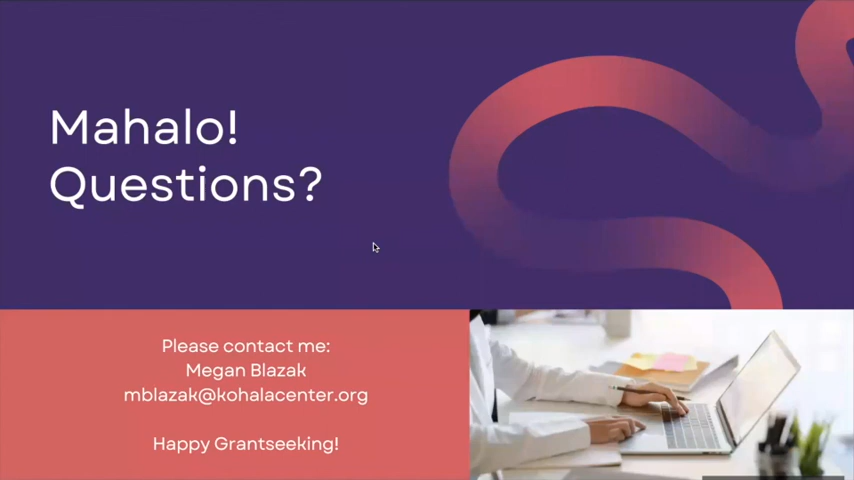 Mahalo!
Questions?
Please contact me:
Megan Blazak
mblazak@kohalacenter.org
Happy Grantseeking!